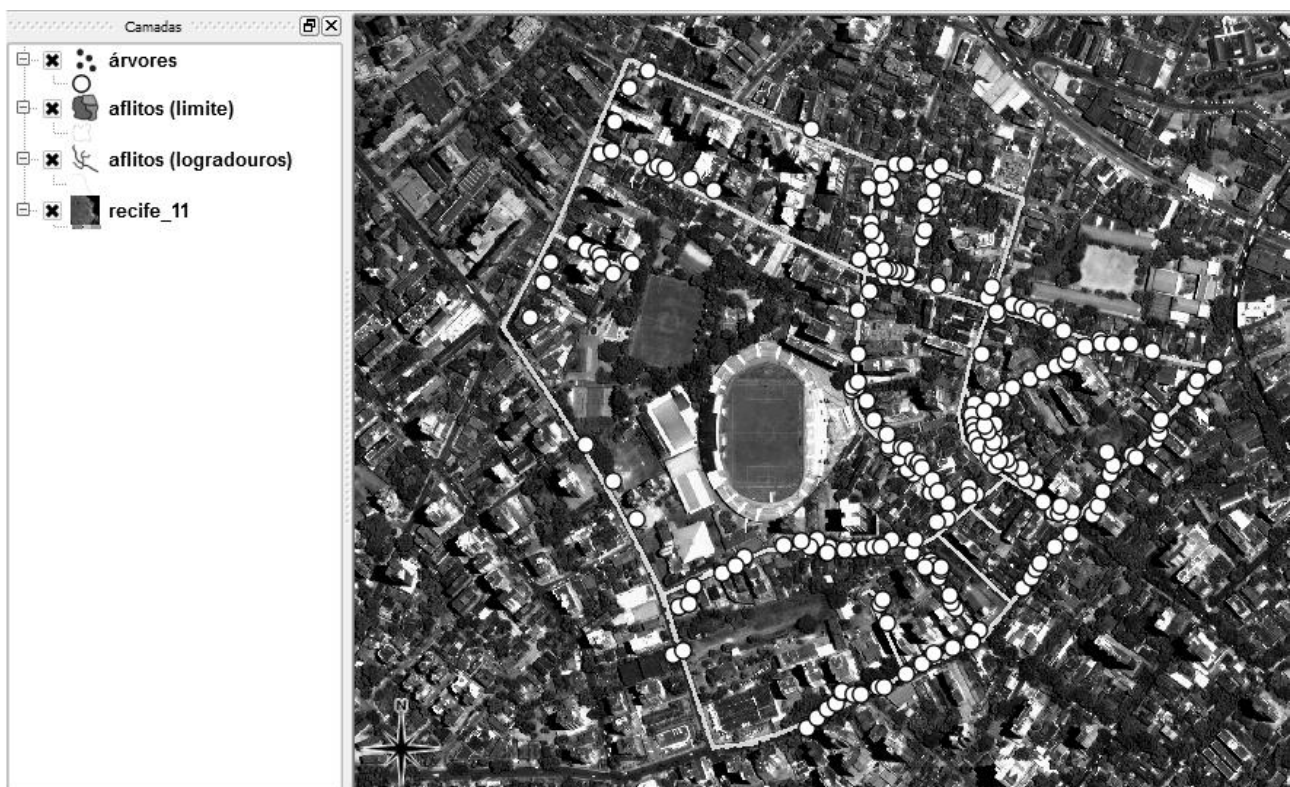 Camadas
árvores
aflitos (limite)
aflitos (logradouros)
recife_11
N